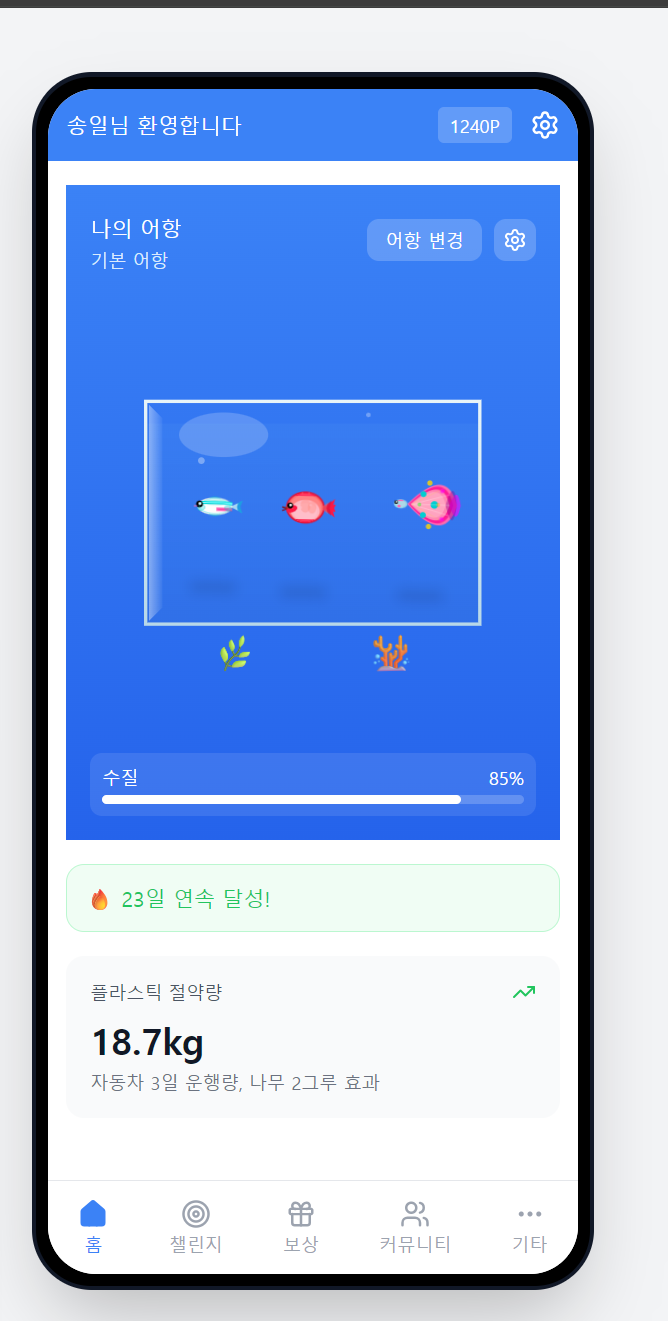 송일님 환영합니다
1240P
나의 어항
기본 어항
어항 변경
수질
85%
23일 연속 달성!
플라스틱 절약량
18.7kg
자동차 3일 운행량, 나무 2그루 효과
홈
챌린지
보상
커뮤니티
기타